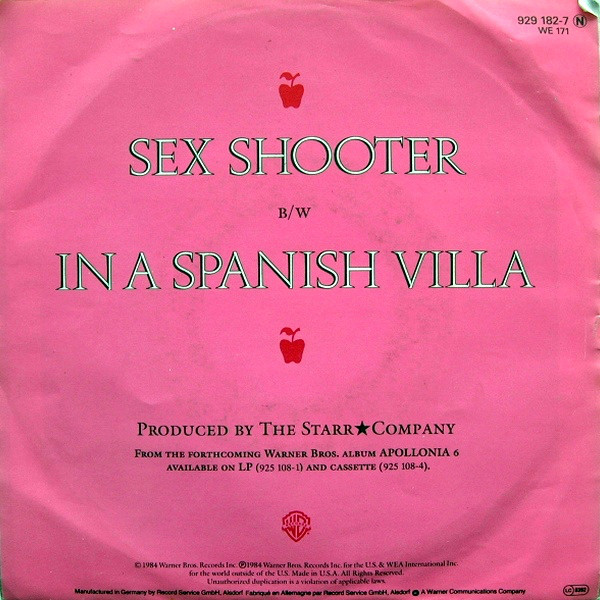 929 182-7 Ⓝ
WE 171
SEX SHOOTER
B/W
IN A SPANISH VILLA
PRODUCED BY THE STARR★COMPANY
FROM THE FORTHCOMING WARNER BROS. ALBUM APOLLONIA 6
AVAILABLE ON LP (925 108-1) AND CASSETTE (925 108-4).
© 1984 Warner Bros. Records Inc. ℗ 1984 Warner Bros. Records Inc. for the U.S. & WEA International Inc.
for the world outside of the U.S. Made in U.S.A. All Rights Reserved.
Unauthorized duplication is a violation of applicable laws.
Manufactured in Germany by Record Service GmbH, Alsdorf Fabriqué en Allemagne par Record Service GmbH, Alsdorf A Warner Communications Company
LC